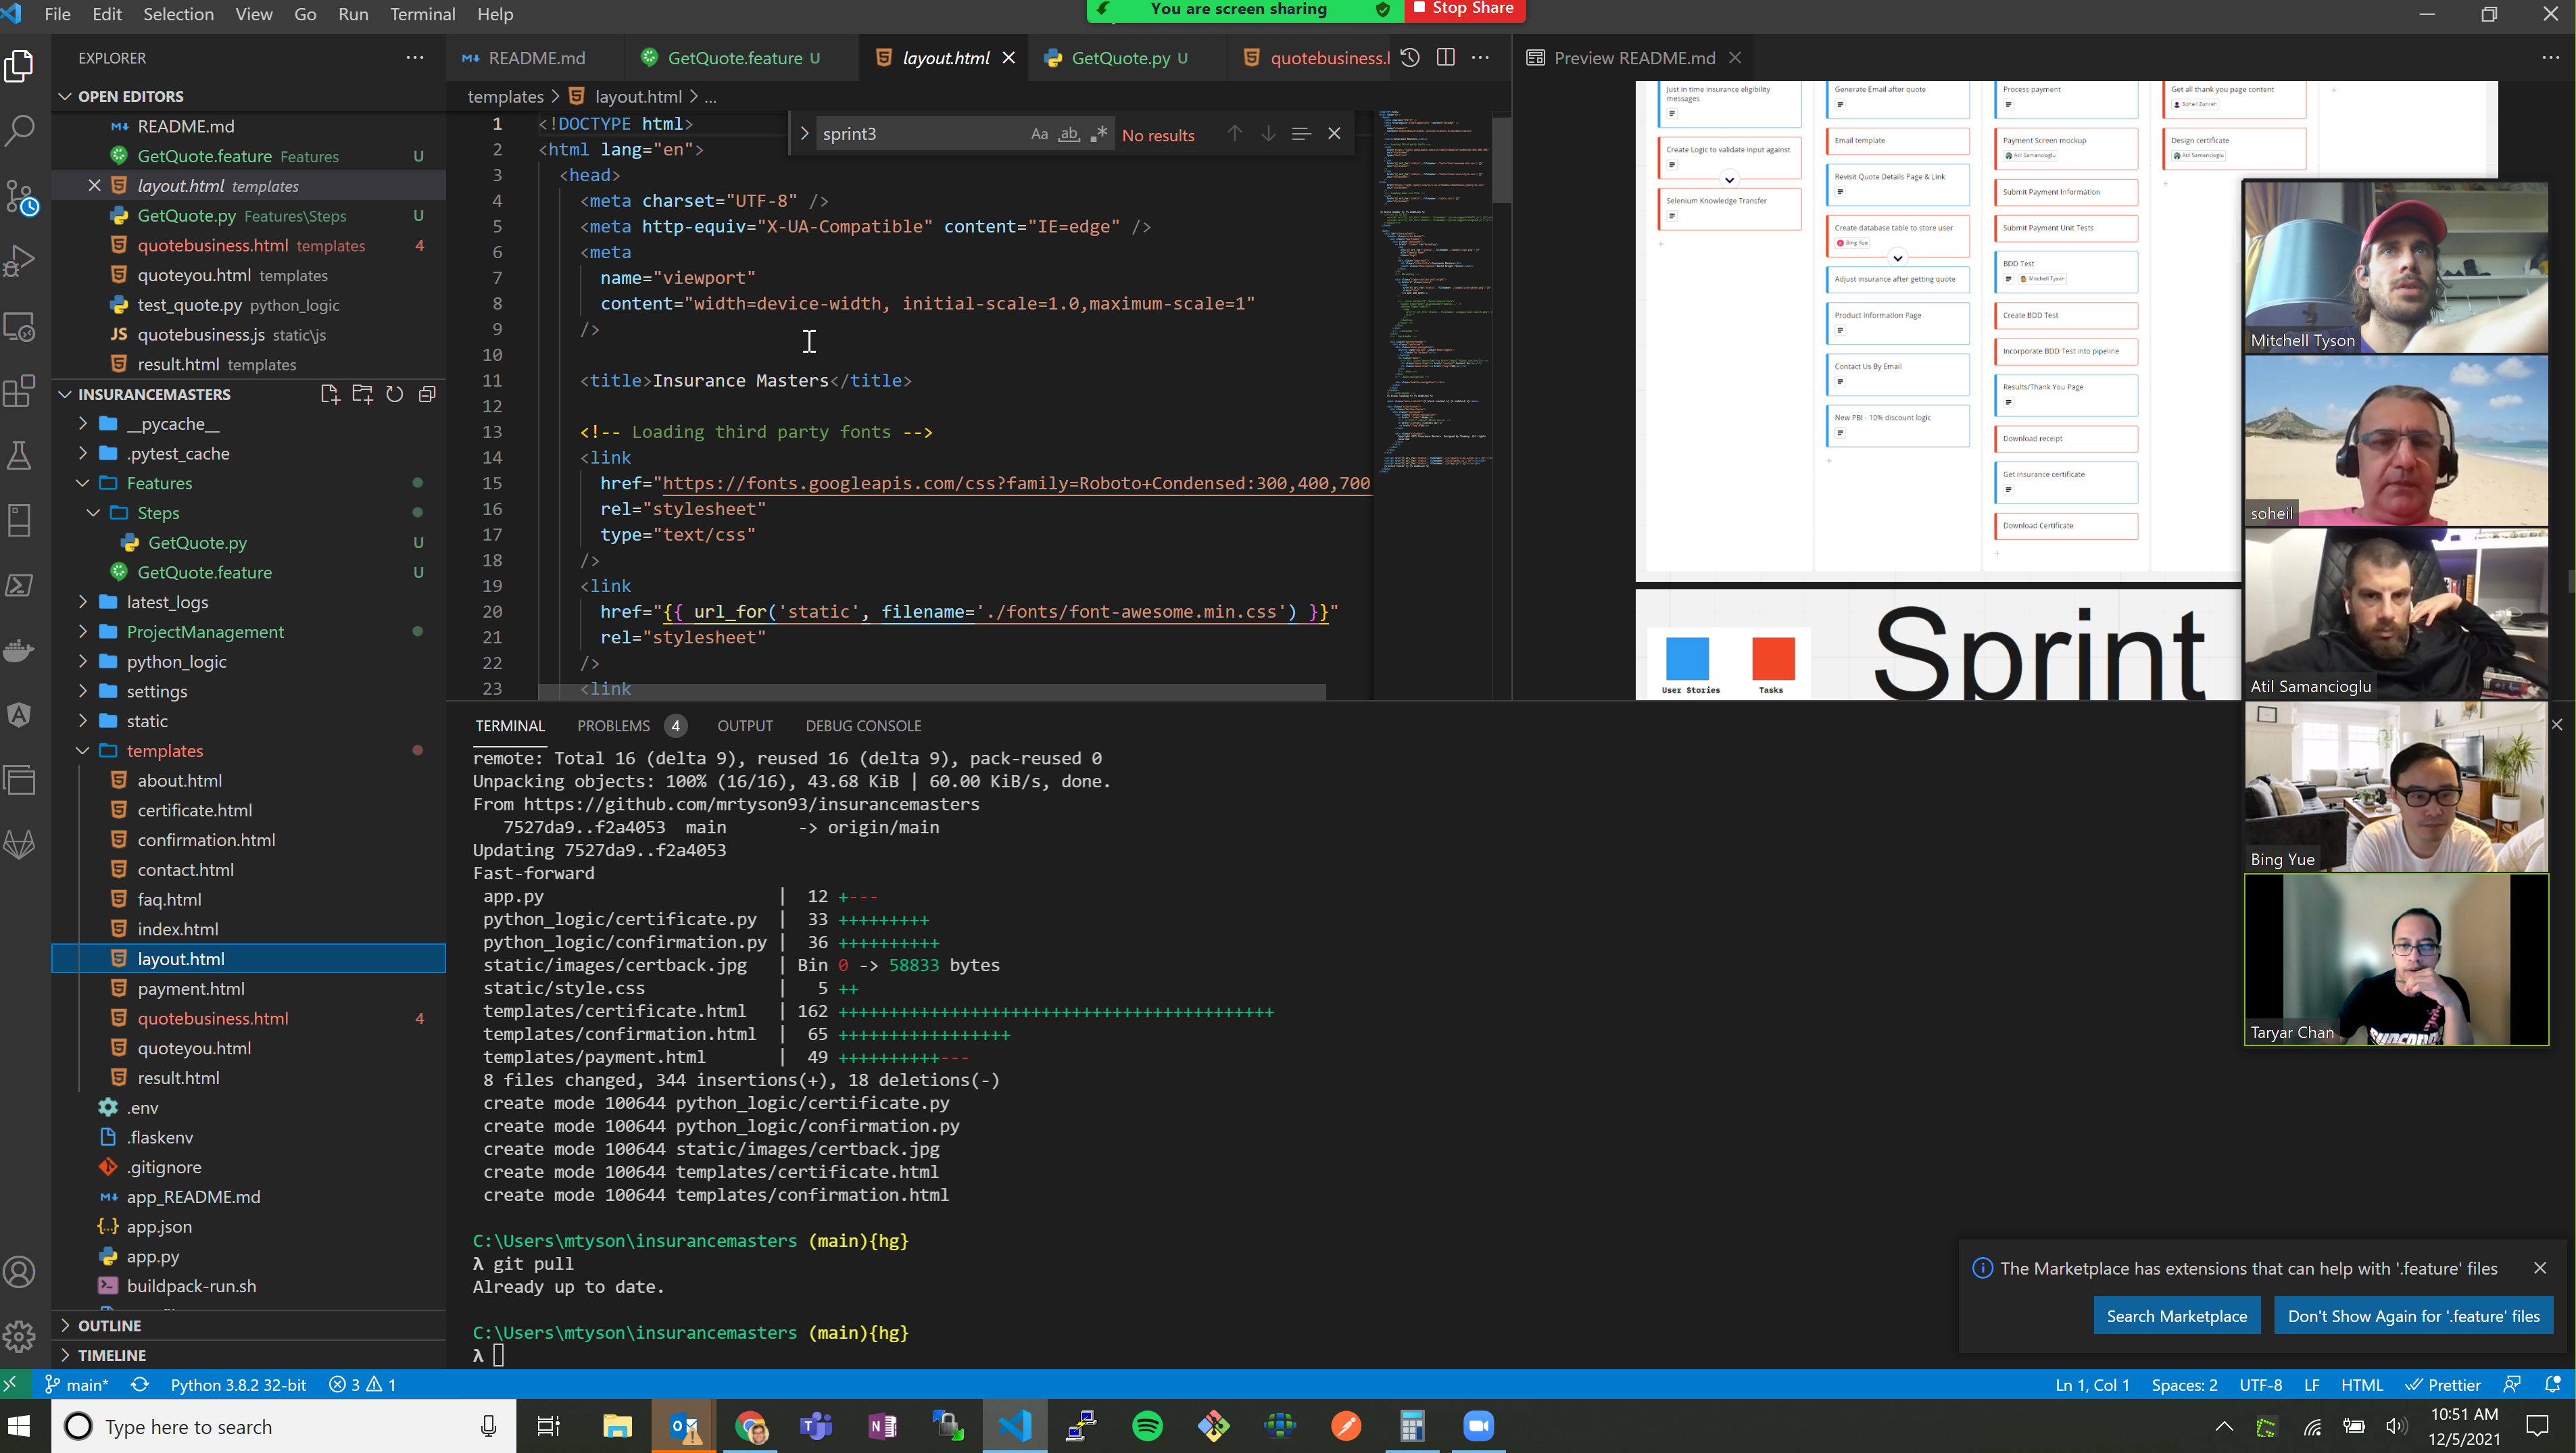 File Edit Selection View Go Run Terminal Help
You are screen sharing
Stop Share
EXPLORER
OPEN EDITORS
README.md
GetQuote.feature Features U
layout.html templates
GetQuote.py Features\Steps U
quotebusiness.html templates 4
quoteyou.html templates
test_quote.py python_logic
JS quotebusiness.js static\js
result.html templates
INSURANCEMASTERS
__pycache__
.pytest_cache
Features
Steps
GetQuote.py U
GetQuote.feature U
latest_logs
ProjectManagement
python_logic
settings
static
templates
about.html
certificate.html
confirmation.html
contact.html
faq.html
index.html
layout.html
payment.html
quotebusiness.html 4
quoteyou.html
result.html
.env
.flaskenv
.gitignore
app_README.md
app.json
app.py
buildpack-run.sh
OUTLINE
TIMELINE
README.md
GetQuote.feature U
layout.html
GetQuote.py U
quotebusiness.l
templates > layout.html > ...
sprint3
Aa ab
No results
1 <!DOCTYPE html>
2 <html lang="en">
3 <head>
4 <meta charset="UTF-8" />
5 <meta http-equiv="X-UA-Compatible" content="IE=edge" />
6 <meta
7 name="viewport"
8 content="width=device-width, initial-scale=1.0,maximum-scale=1"
9 />
10
11 <title>Insurance Masters</title>
12
13 <!-- Loading third party fonts -->
14 <link
15 href="https://fonts.googleapis.com/css?family=Roboto+Condensed:300,400,700
16 rel="stylesheet"
17 type="text/css"
18 />
19 <link
20 href="{{ url_for('static', filename='./fonts/font-awesome.min.css') }}"
21 rel="stylesheet"
22 />
23 <link
Preview README.md
Just in time insurance eligibility
messages
Create Logic to validate input against
Selenium Knowledge Transfer
Generate Email after quote
Email template
Revisit Quote Details Page & Link
Create database table to store user
Bing Yue
Adjust insurance after getting quote
Product Information Page
Contact Us By Email
New PBI - 10% discount logic
Process payment
Payment Screen mockup
Atil Samancioglu
Submit Payment Information
Submit Payment Unit Tests
BDD Test
Mitchell Tyson
Create BDD Test
Incorporate BDD Test into pipeline
Results/Thank You Page
Download receipt
Get insurance certificate
Download Certificate
Get all thank you page content
Soheil Zahreh
Design certificate
Atil Samancioglu
User Stories
Tasks
Sprint
Mitchell Tyson
soheil
Atil Samancioglu
Bing Yue
Taryar Chan
TERMINAL PROBLEMS 4 OUTPUT DEBUG CONSOLE
remote: Total 16 (delta 9), reused 16 (delta 9), pack-reused 0
Unpacking objects: 100% (16/16), 43.68 KiB | 60.00 KiB/s, done.
From https://github.com/mrtyson93/insurancemasters
7527da9..f2a4053 main -> origin/main
Updating 7527da9..f2a4053
Fast-forward
app.py | 12 +---
python_logic/certificate.py | 33 +++++++++
python_logic/confirmation.py | 36 ++++++++++
static/images/certback.jpg | Bin 0 -> 58833 bytes
static/style.css | 5 ++
templates/certificate.html | 162 +++++++++++++++++++++++++++++++++++++++++++
templates/confirmation.html | 65 +++++++++++++++++
templates/payment.html | 49 ++++++++++---
8 files changed, 344 insertions(+), 18 deletions(-)
create mode 100644 python_logic/certificate.py
create mode 100644 python_logic/confirmation.py
create mode 100644 static/images/certback.jpg
create mode 100644 templates/certificate.html
create mode 100644 templates/confirmation.html
C:\Users\mtyson\insurancemasters (main){hg}
λ git pull
Already up to date.
C:\Users\mtyson\insurancemasters (main){hg}
λ
The Marketplace has extensions that can help with '.feature' files
Search Marketplace
Don't Show Again for '.feature' files
main* Python 3.8.2 32-bit 3 1
Ln 1, Col 1 Spaces: 2 UTF-8 LF HTML Prettier
Type here to search
10:51 AM
12/5/2021